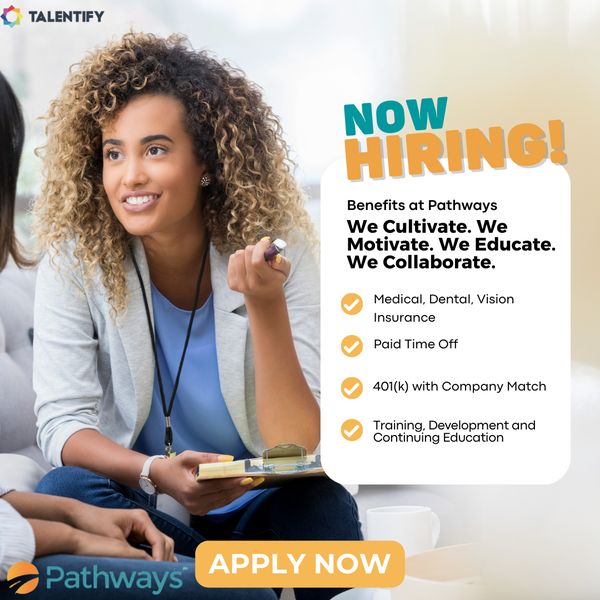 TALENTIFY
NOW
HIRING!
Benefits at Pathways
We Cultivate. We
Motivate. We Educate.
We Collaborate.
Medical, Dental, Vision
Insurance
Paid Time Off
401(k) with Company Match
Training, Development and
Continuing Education
Pathways
APPLY NOW